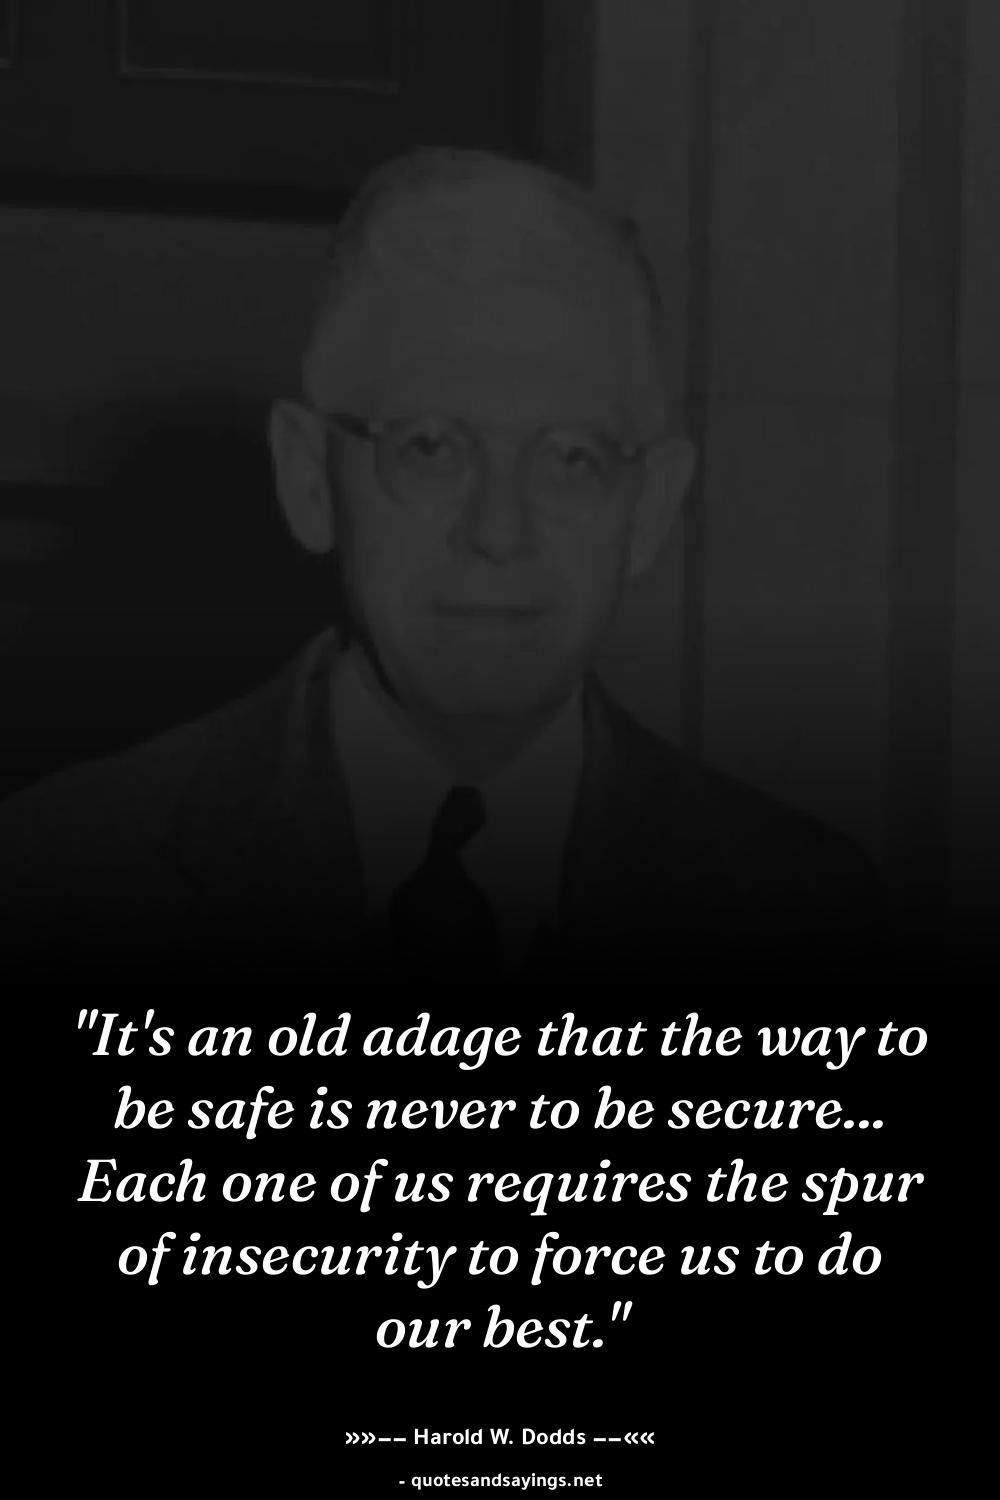 "It's an old adage that the way to
be safe is never to be secure...
Each one of us requires the spur
of insecurity to force us to do
our best."
»»−− Harold W. Dodds −−««
- quotesandsayings.net